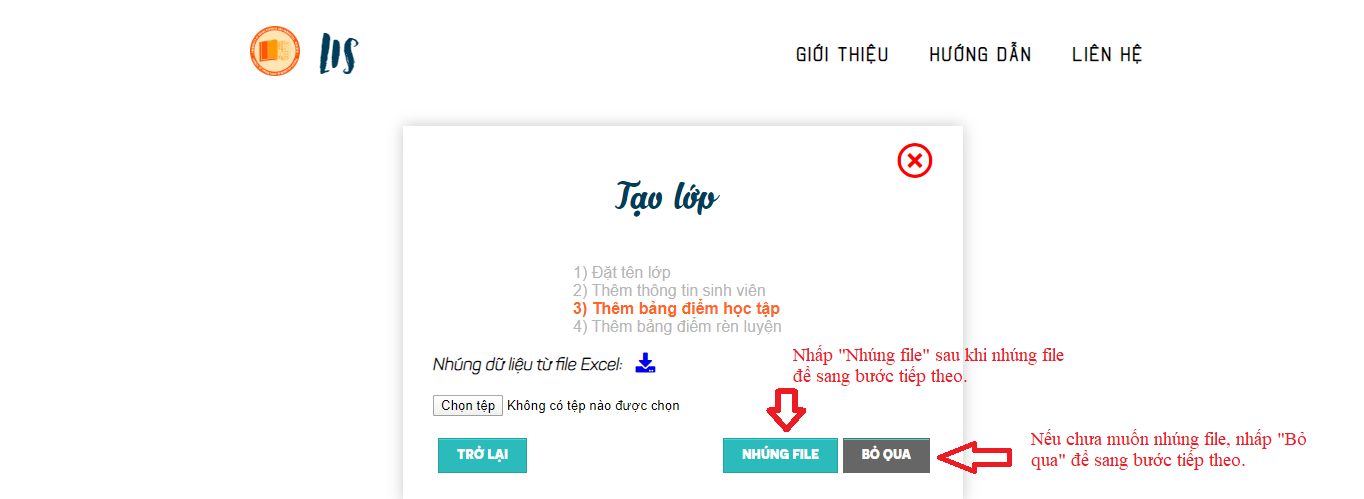 LIS
GIỚI THIỆU
HƯỚNG DẪN
LIÊN HỆ
Tạo lớp
1) Đặt tên lớp
2) Thêm thông tin sinh viên
3) Thêm bảng điểm học tập
4) Thêm bảng điểm rèn luyện
Nhúng dữ liệu từ file Excel:
Nhấp "Nhúng file" sau khi nhúng file
để sang bước tiếp theo.
Chọn tệp Không có tệp nào được chọn
TRỞ LẠI
NHÚNG FILE
BỎ QUA
Nếu chưa muốn nhúng file, nhấp "Bỏ
qua" để sang bước tiếp theo.